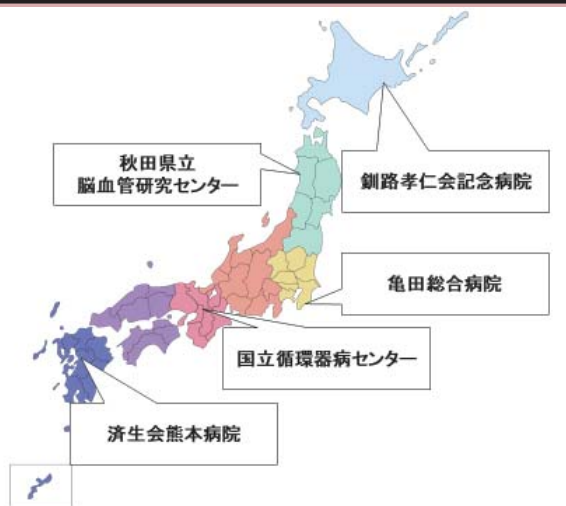 秋田県立
脳血管研究センター
釧路孝仁会記念病院
亀田総合病院
国立循環器病センター
済生会熊本病院